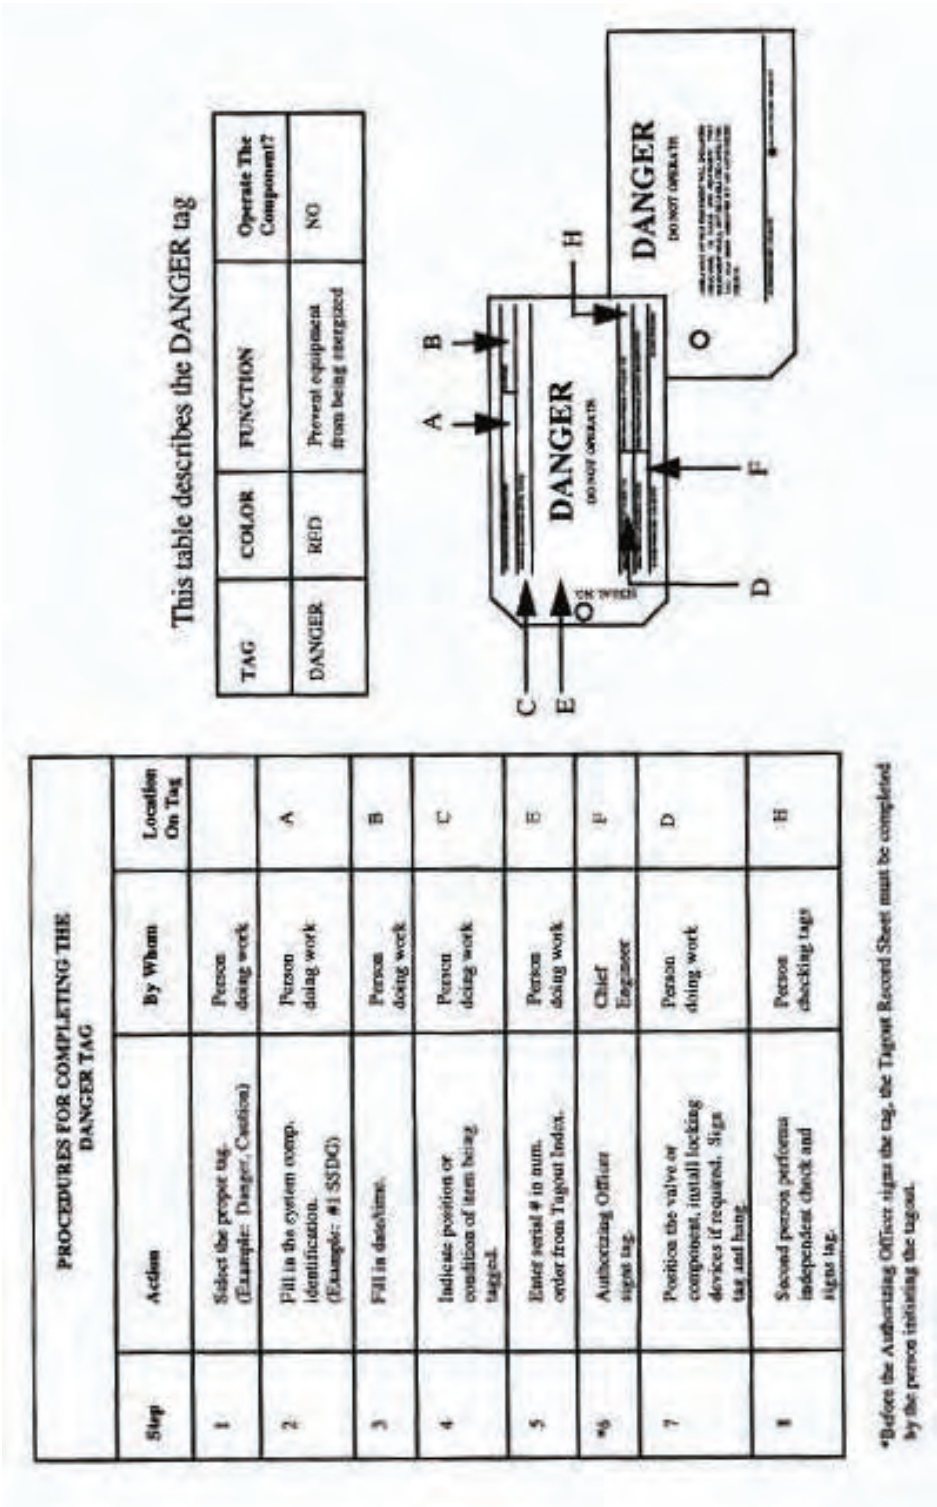 PROCEDURES FOR COMPLETING THE
DANGER TAG
Step
Action
By Whom
Location
On Tag
1
Select the proper tag.
(Example: Danger, Caution)
Person
doing work
2
Fill in the system comp.
identification.
(Example: #1 SSDG)
Person
doing work
A
3
Fill in date/time.
Person
doing work
B
4
Indicate position or
condition of item being
tagged.
Person
doing work
C
5
Enter serial # in num.
order from Tagout Index.
Person
doing work
E
*6
Authorizing Officer
signs tag.
Chief
Engineer
F
7
Position the valve or
component, install locking
devices if required. Sign
tag and hang
Person
doing work
D
8
Second person performs
independent check and
signs tag.
Person
checking tags
H
*Before the Authorizing Officer signs the tag, the Tagout Record Sheet must be completed
by the person initiating the tagout.
This table describes the DANGER tag
TAG
COLOR
FUNCTION
Operate The
Component?
DANGER
RED
Prevent equipment
from being energized
NO
A
B
C
E
H
DANGER
DO NOT OPERATE
SERIAL NO.
D
F
DANGER
DO NOT OPERATE